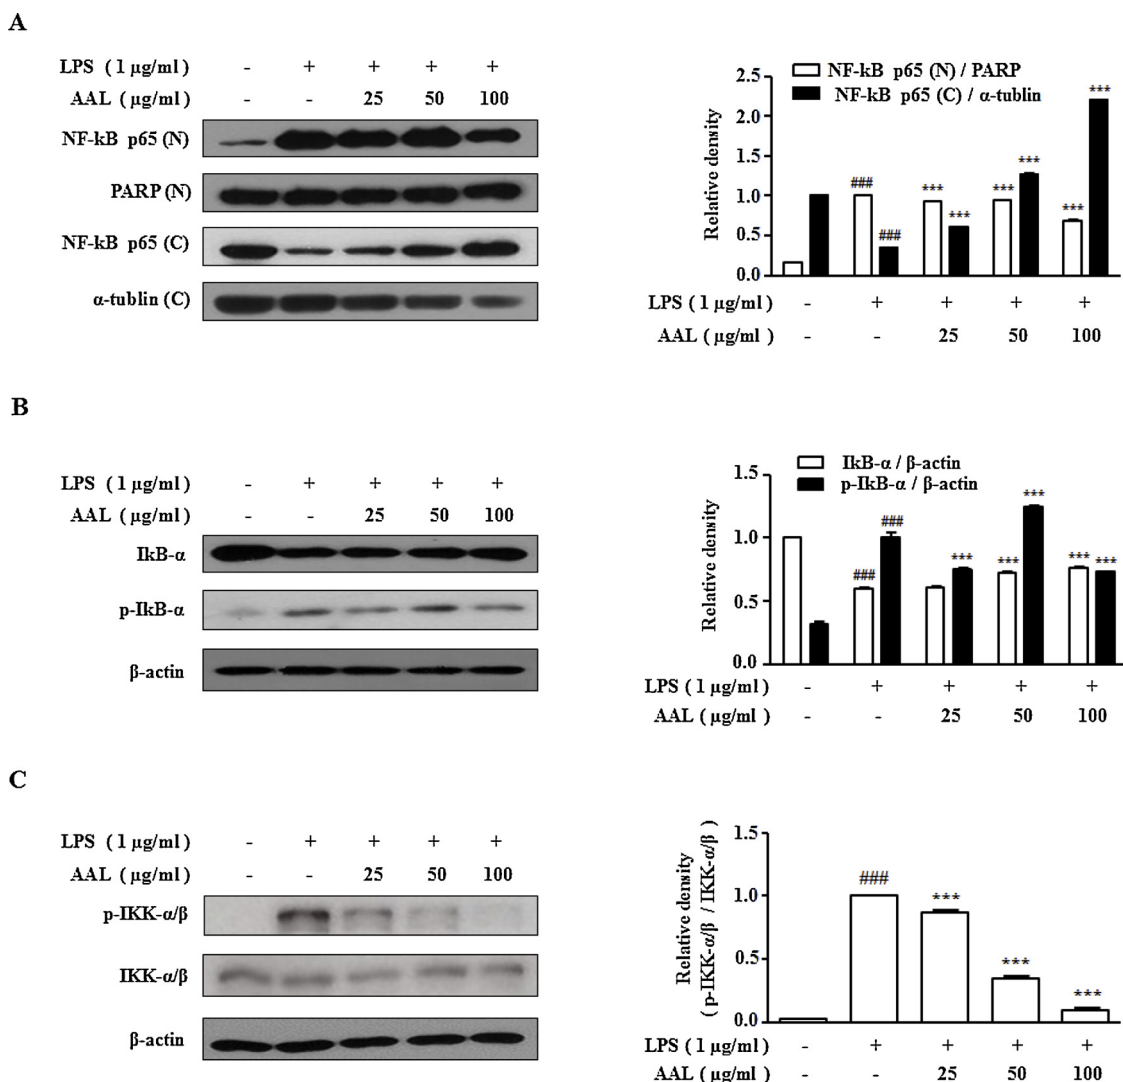 A
LPS ( 1 µg/ml ) - + + + +
AAL ( µg/ml ) - - 25 50 100
NF-kB p65 (N)
PARP (N)
NF-kB p65 (C)
α-tublin (C)
NF-kB p65 (N) / PARP
NF-kB p65 (C) / α-tublin
Relative density
2.5
2.0
1.5
1.0
0.5
0.0
### ### *** *** *** *** *** ***
LPS ( 1 µg/ml ) - + + + +
AAL ( µg/ml ) - - 25 50 100
B
LPS ( 1 µg/ml ) - + + + +
AAL ( µg/ml ) - - 25 50 100
IkB-α
p-IkB-α
β-actin
IkB-α / β-actin
p-IkB-α / β-actin
Relative density
1.5
1.0
0.5
0.0
### ### *** *** *** *** ***
LPS ( 1 µg/ml ) - + + + +
AAL ( µg/ml ) - - 25 50 100
C
LPS ( 1 µg/ml ) - + + + +
AAL ( µg/ml ) - - 25 50 100
p-IKK-α/β
IKK-α/β
β-actin
Relative density
( p-IKK-α/β / IKK-α/β )
1.5
1.0
0.5
0.0
### *** *** ***
LPS ( 1 µg/ml ) - + + + +
AAL ( µg/ml ) - - 25 50 100